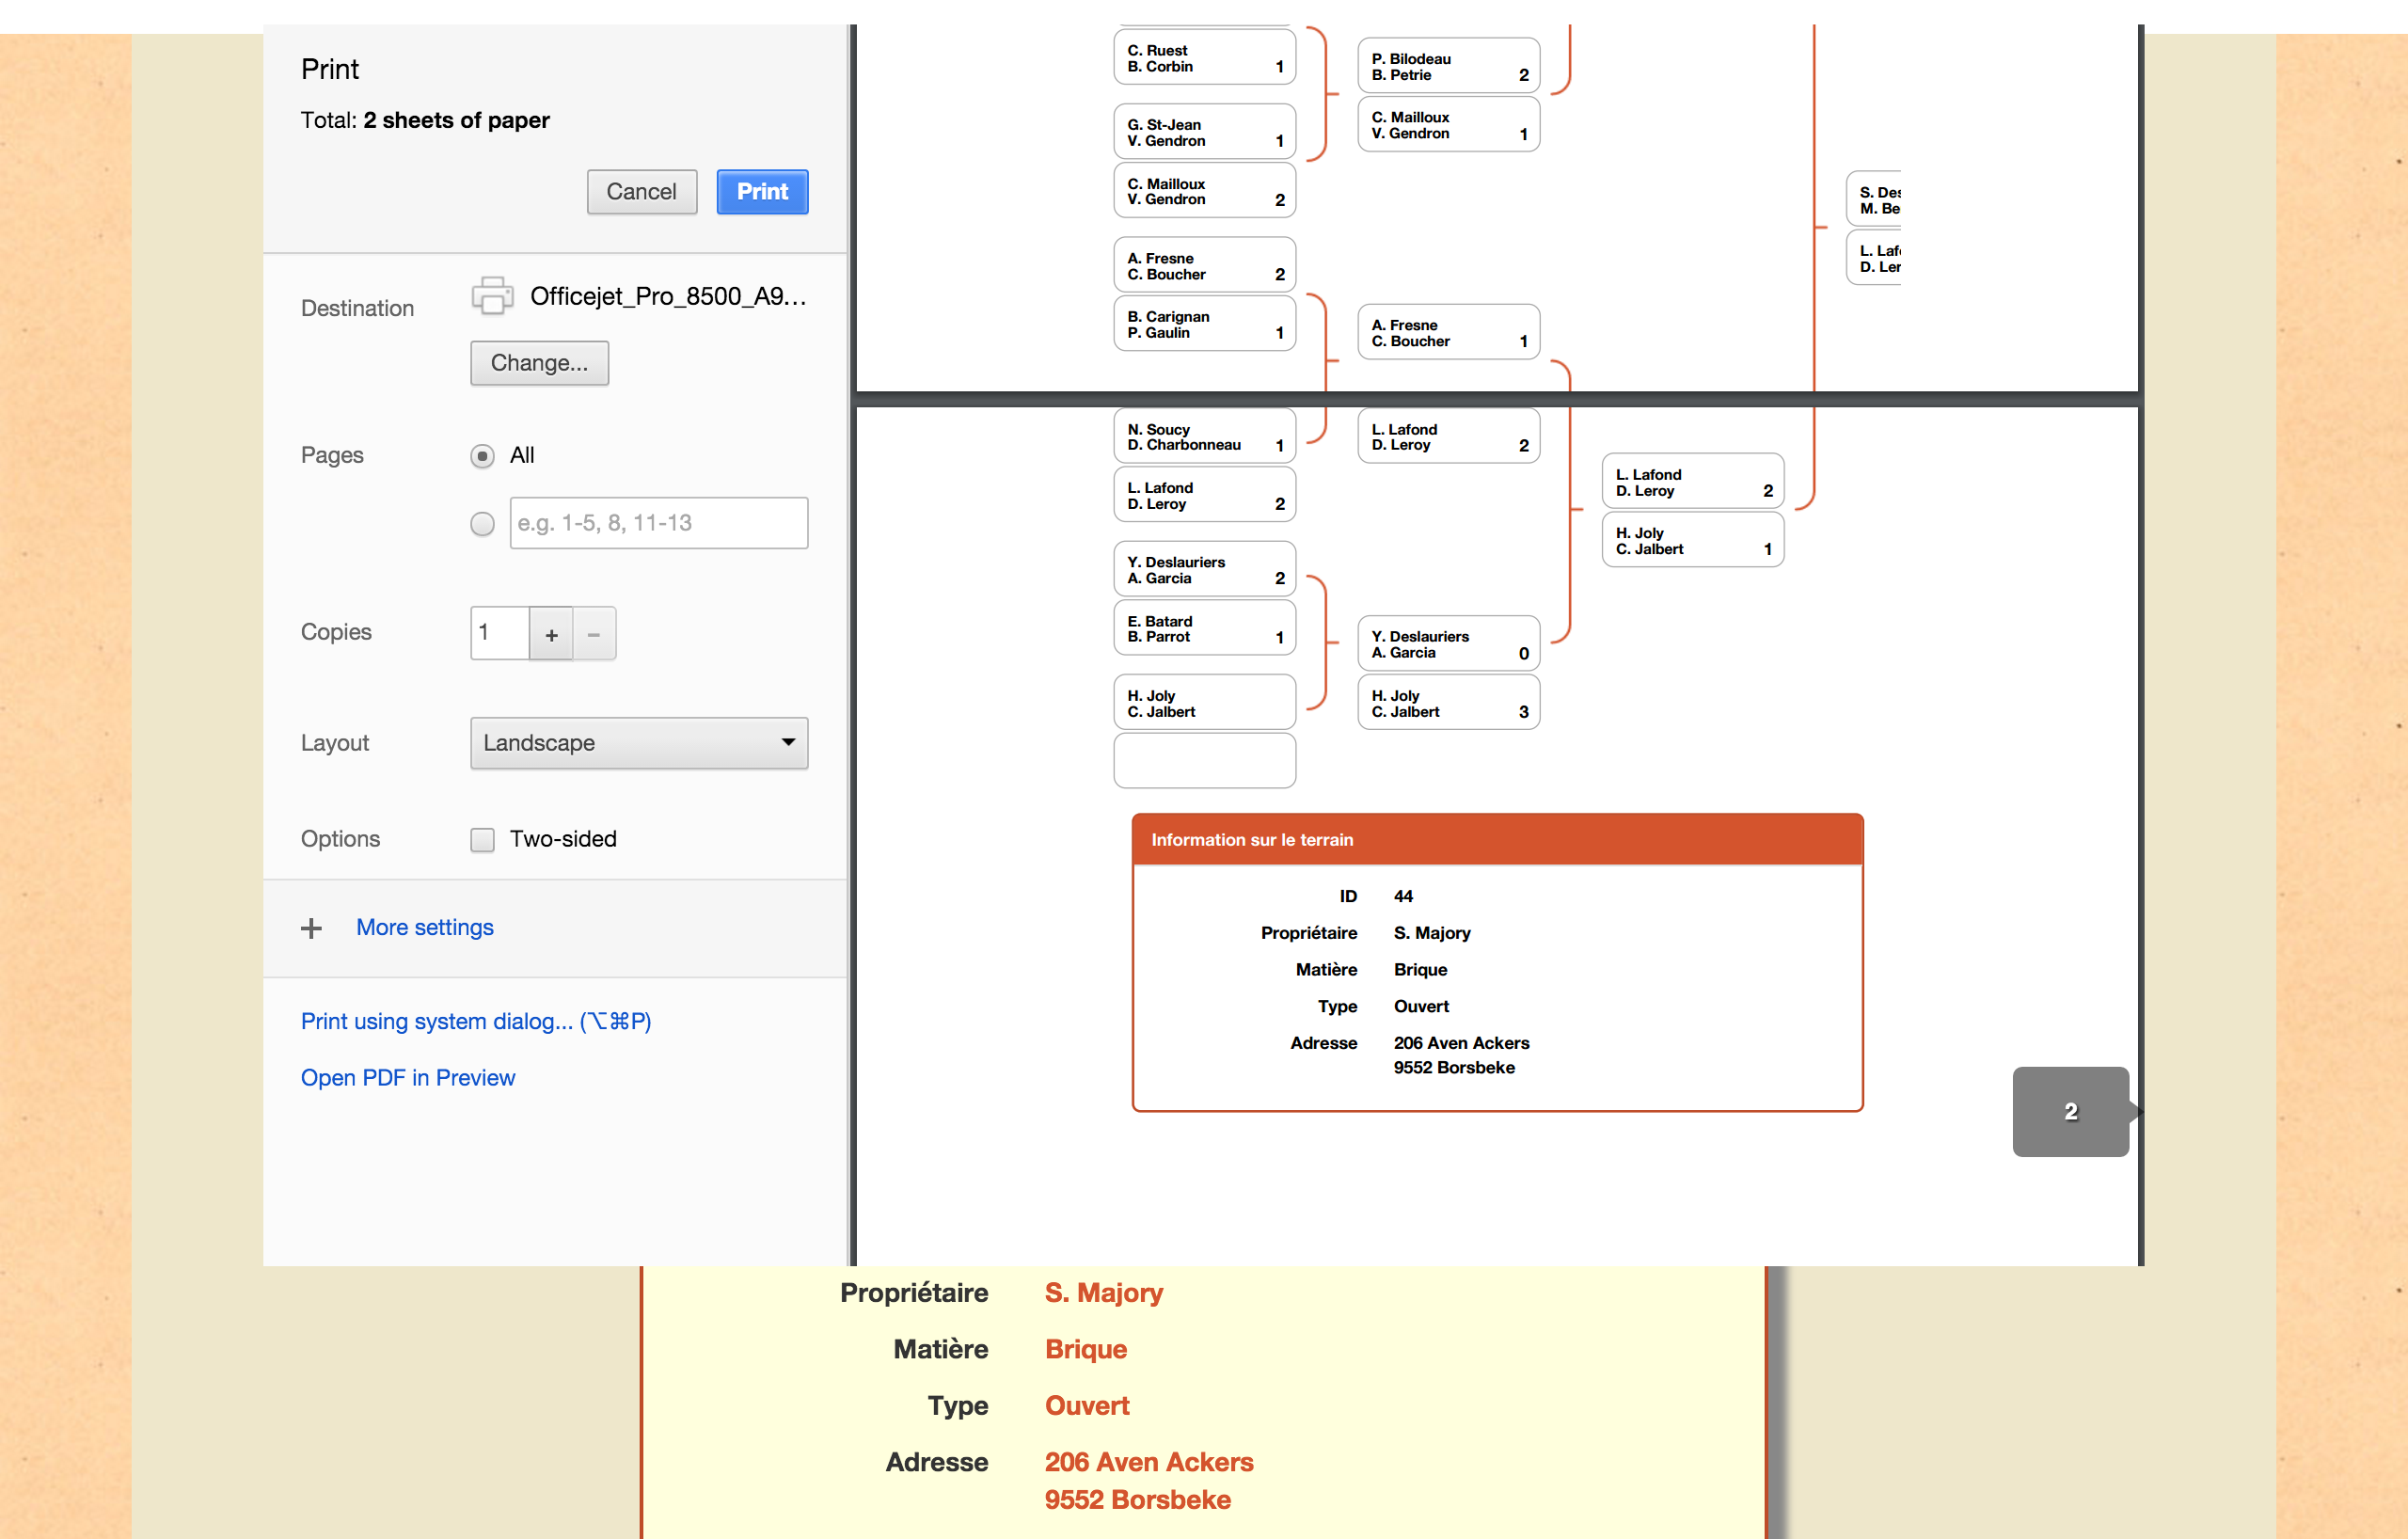 Print
Total: 2 sheets of paper
Cancel
Print
Destination
Officejet_Pro_8500_A9...
Change...
Pages
All
e.g. 1-5, 8, 11-13
Copies
1
+
−
Layout
Landscape
Options
Two-sided
More settings
Print using system dialog... (⌥⌘P)
Open PDF in Preview
C. Ruest
B. Corbin 1
G. St-Jean
V. Gendron 1
C. Mailloux
V. Gendron 2
A. Fresne
C. Boucher 2
B. Carignan
P. Gaulin 1
P. Bilodeau
B. Petrie 2
C. Mailloux
V. Gendron 1
A. Fresne
C. Boucher 1
S. Des
M. Be
L. Laf
D. Ler
N. Soucy
D. Charbonneau 1
L. Lafond
D. Leroy 2
Y. Deslauriers
A. Garcia 2
E. Batard
B. Parrot 1
H. Joly
C. Jalbert
L. Lafond
D. Leroy 2
Y. Deslauriers
A. Garcia 0
H. Joly
C. Jalbert 3
L. Lafond
D. Leroy 2
H. Joly
C. Jalbert 1
Information sur le terrain
ID 44
Propriétaire S. Majory
Matière Brique
Type Ouvert
Adresse 206 Aven Ackers
9552 Borsbeke
2
Propriétaire S. Majory
Matière Brique
Type Ouvert
Adresse 206 Aven Ackers
9552 Borsbeke